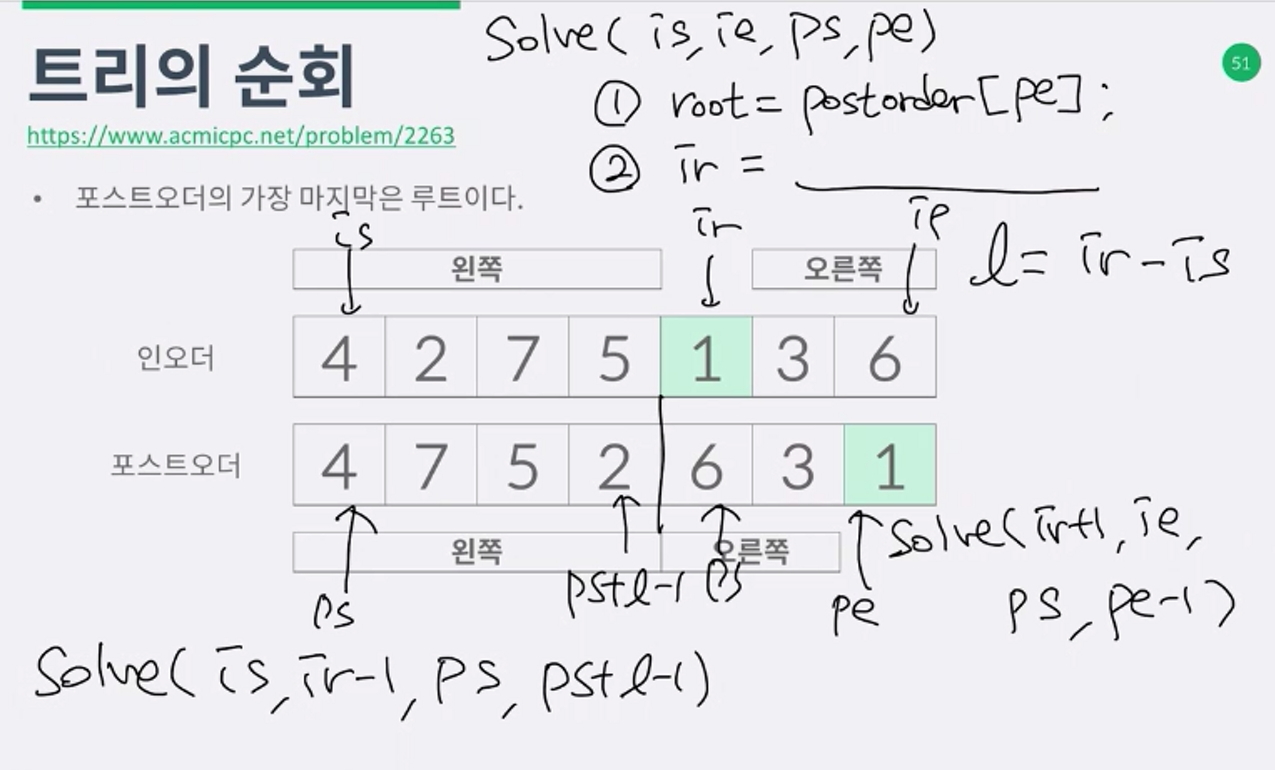 Solve(is, ie, ps, pe)
트리의 순회
51
① root = postorder[pe];
https://www.acmicpc.net/problem/2263
② ir =
• 포스트오더의 가장 마지막은 루트이다.
is
ir
ie
왼쪽
오른쪽
l = ir - is
인오더
4 2 7 5 1 3 6
포스트오더
4 7 5 2 6 3 1
왼쪽
오른쪽
Solve(ir+1, ie,
ps, pe-1)
ps
ps+l-1
ps
pe
Solve(is, ir-1, ps, ps+l-1)